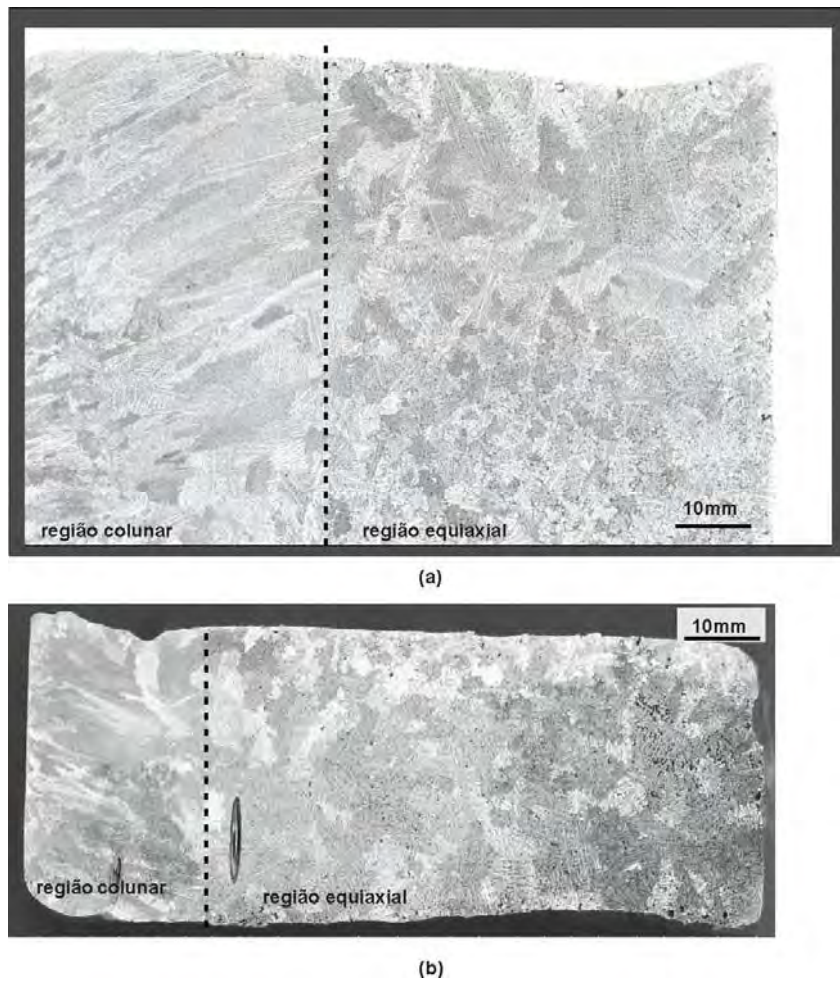 região colunar
região equiaxial
10mm
(a)
10mm
região colunar
região equiaxial
(b)